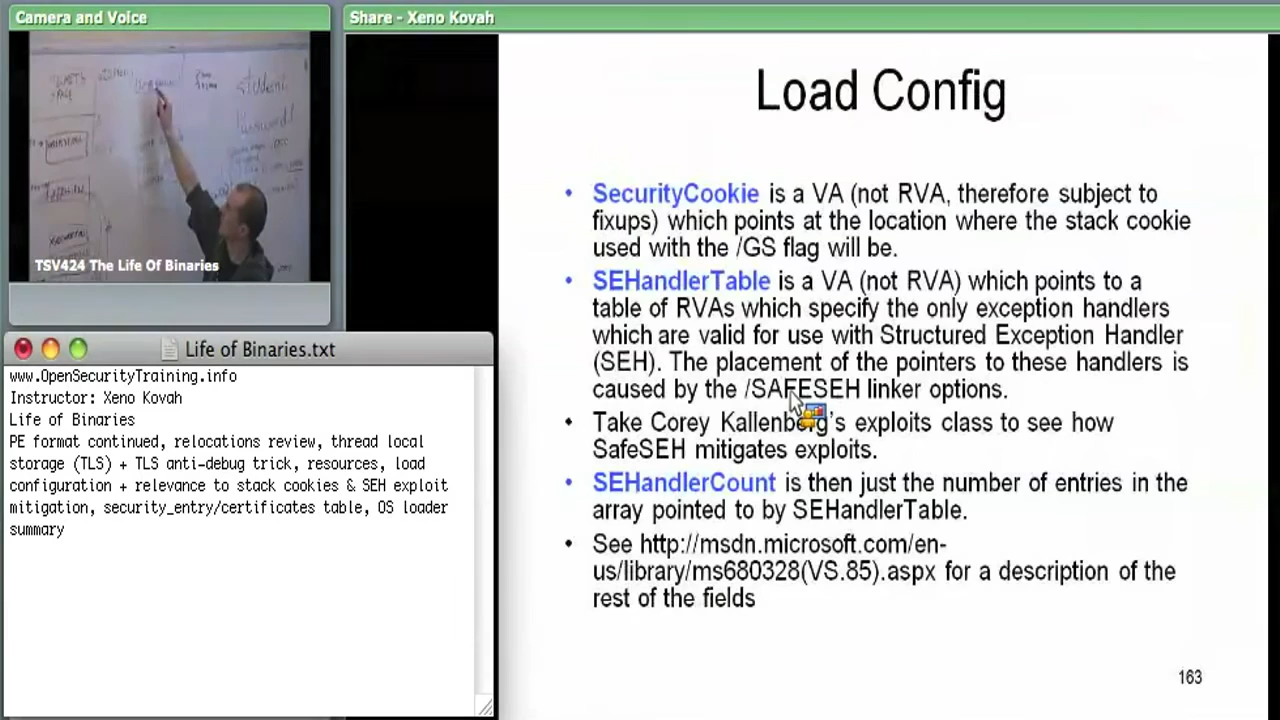 Camera and Voice
Share - Xeno Kovah
student
Password!
TSV424 The Life Of Binaries
Life of Binaries.txt
www.OpenSecurityTraining.info
Instructor: Xeno Kovah
Life of Binaries
PE format continued, relocations review, thread local
storage (TLS) + TLS anti-debug trick, resources, load
configuration + relevance to stack cookies & SEH exploit
mitigation, security_entry/certificates table, OS loader
summary
Load Config
• SecurityCookie is a VA (not RVA, therefore subject to
fixups) which points at the location where the stack cookie
used with the /GS flag will be.
• SEHandlerTable is a VA (not RVA) which points to a
table of RVAs which specify the only exception handlers
which are valid for use with Structured Exception Handler
(SEH). The placement of the pointers to these handlers is
caused by the /SAFESEH linker options.
• Take Corey Kallenberg's exploits class to see how
SafeSEH mitigates exploits.
• SEHandlerCount is then just the number of entries in the
array pointed to by SEHandlerTable.
• See http://msdn.microsoft.com/en-
us/library/ms680328(VS.85).aspx for a description of the
rest of the fields
163